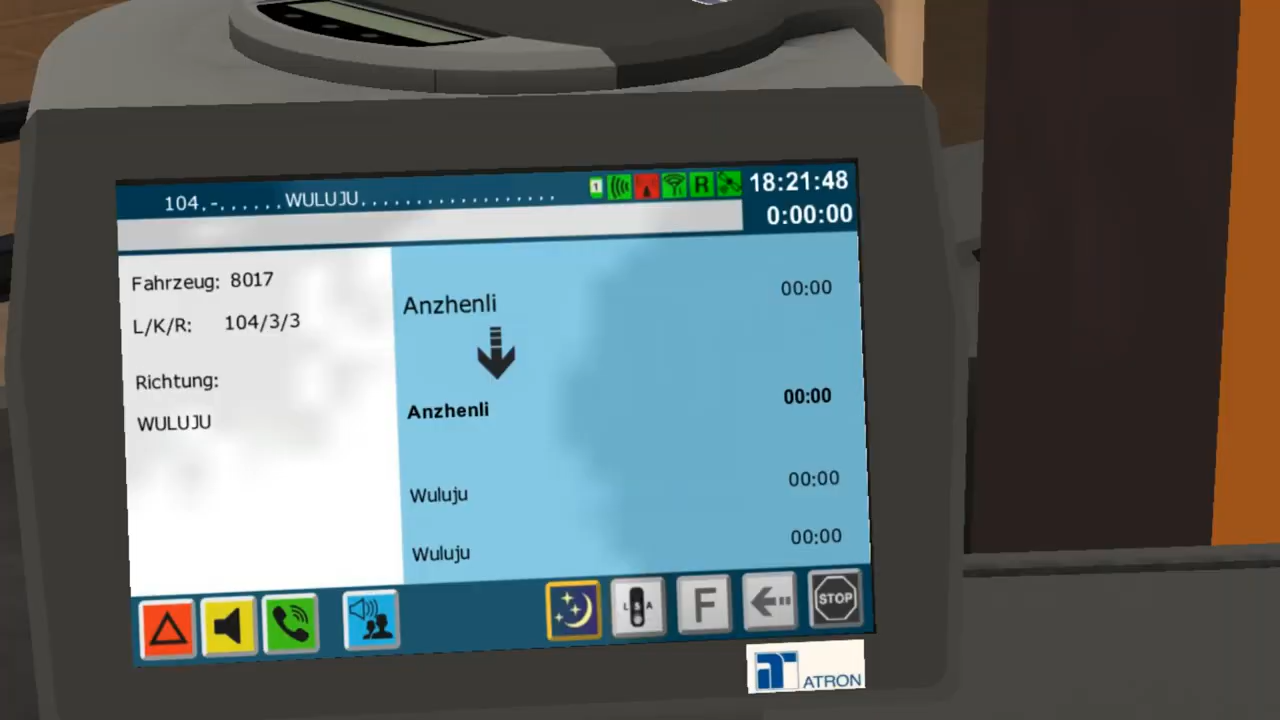 104.-......WULUJU..................
1
R
18:21:48
0:00:00
Fahrzeug: 8017
L/K/R: 104/3/3
Richtung:
WULUJU
Anzhenli 00:00
Anzhenli 00:00
Wuluju 00:00
Wuluju 00:00
F
STOP
ATRON